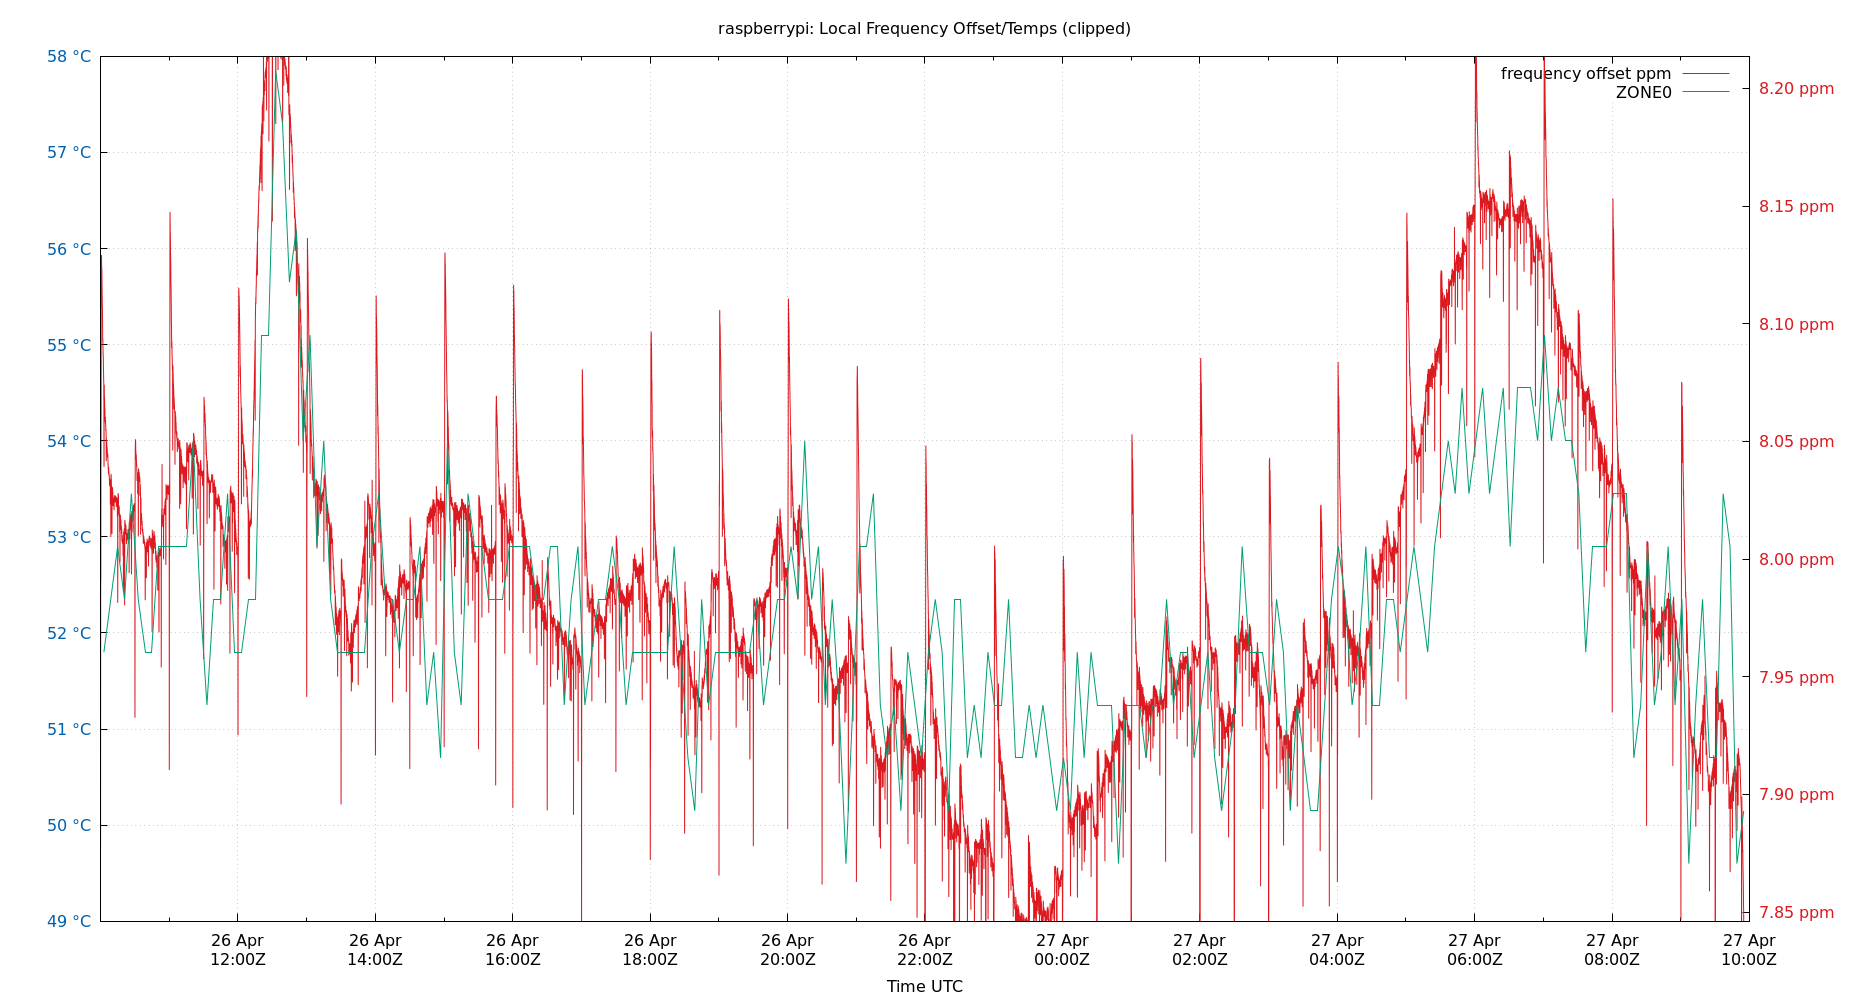 raspberrypi: Local Frequency Offset/Temps (clipped)
58 °C
57 °C
56 °C
55 °C
54 °C
53 °C
52 °C
51 °C
50 °C
49 °C
frequency offset ppm
ZONE0
8.20 ppm
8.15 ppm
8.10 ppm
8.05 ppm
8.00 ppm
7.95 ppm
7.90 ppm
7.85 ppm
26 Apr
12:00Z
26 Apr
14:00Z
26 Apr
16:00Z
26 Apr
18:00Z
26 Apr
20:00Z
26 Apr
22:00Z
27 Apr
00:00Z
27 Apr
02:00Z
27 Apr
04:00Z
27 Apr
06:00Z
27 Apr
08:00Z
27 Apr
10:00Z
Time UTC